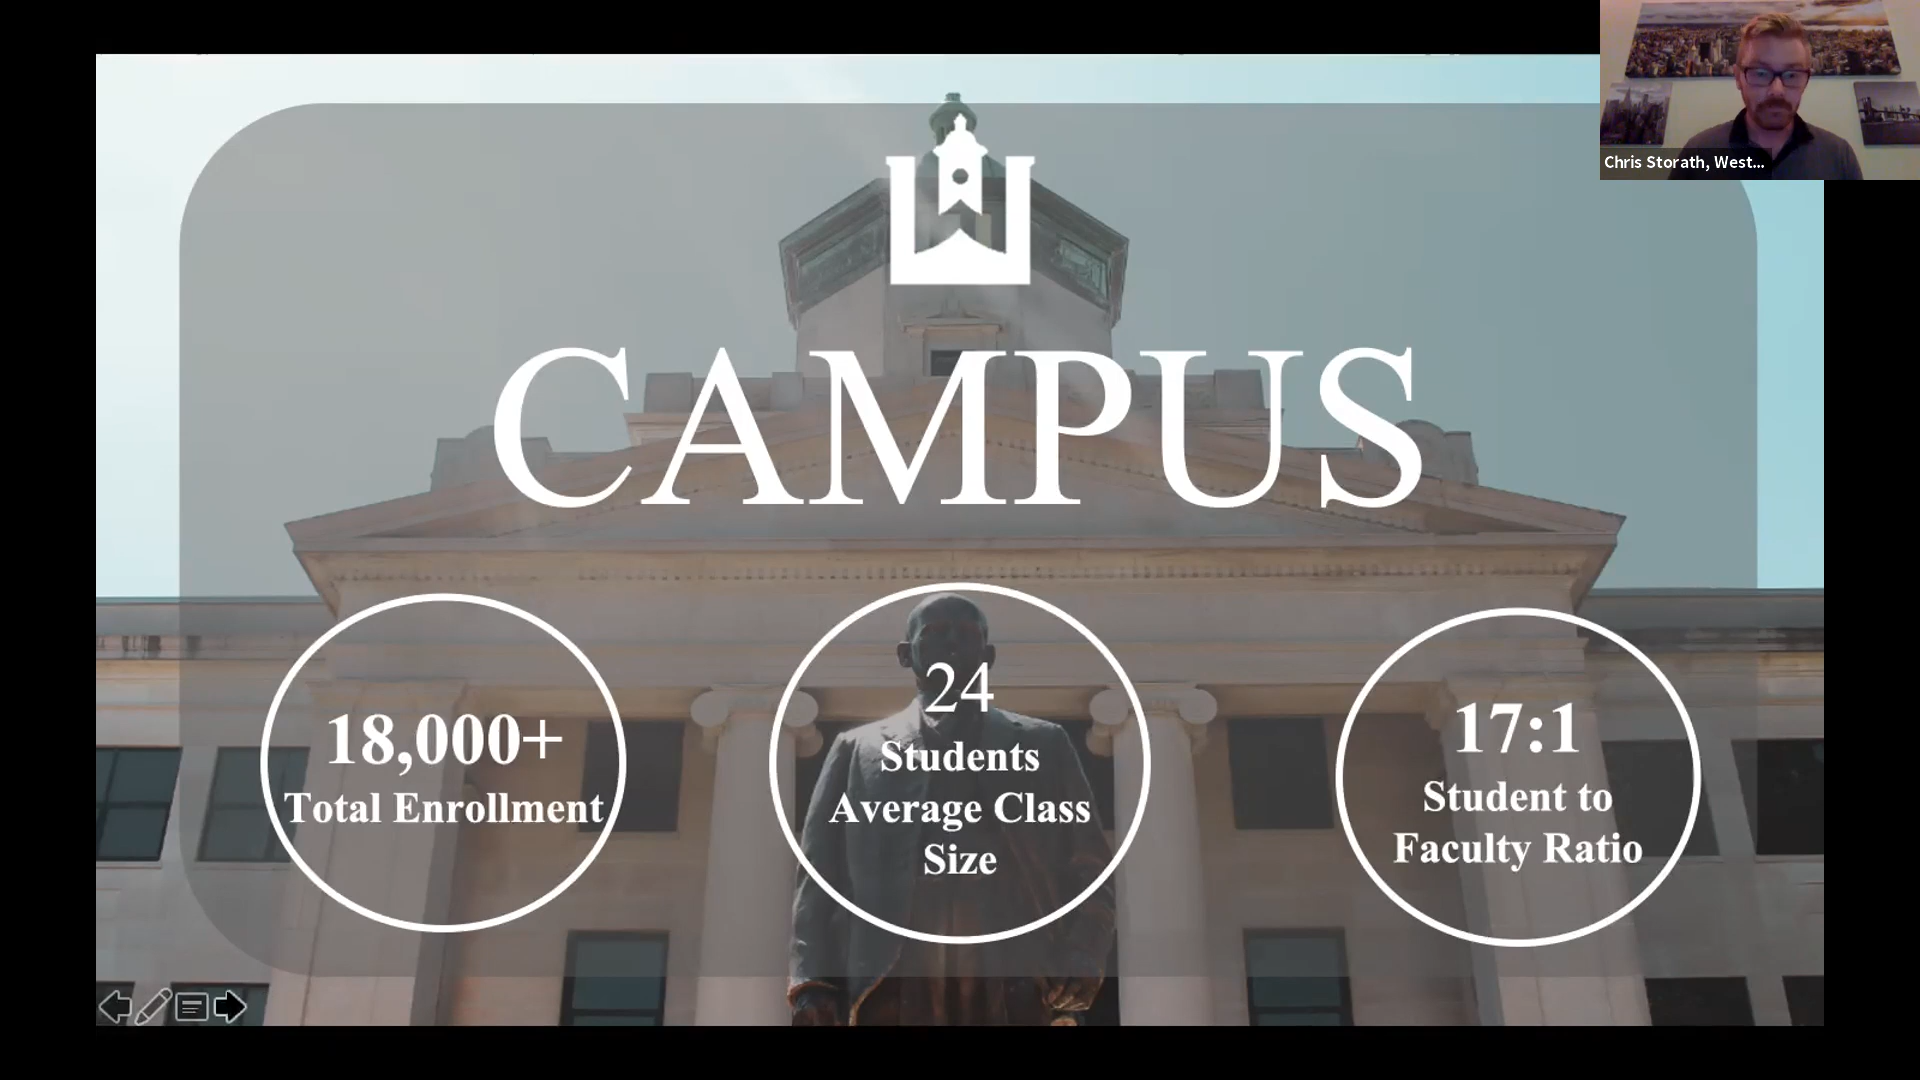 Chris Storath, West...
CAMPUS
18,000+
Total Enrollment
24
Students
Average Class
Size
17:1
Student to
Faculty Ratio